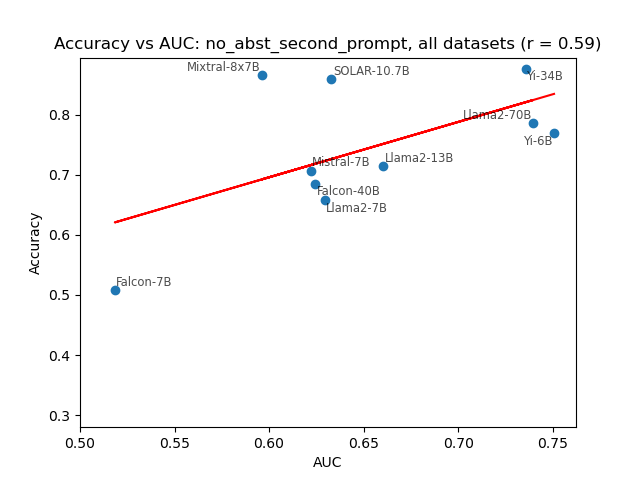 Accuracy vs AUC: no_abst_second_prompt, all datasets (r = 0.59)
Mixtral-8x7B
SOLAR-10.7B
Yi-34B
Llama2-70B
Yi-6B
Mistral-7B
Llama2-13B
Falcon-40B
Llama2-7B
Falcon-7B
Accuracy
0.8
0.7
0.6
0.5
0.4
0.3
0.50
0.55
0.60
0.65
0.70
0.75
AUC